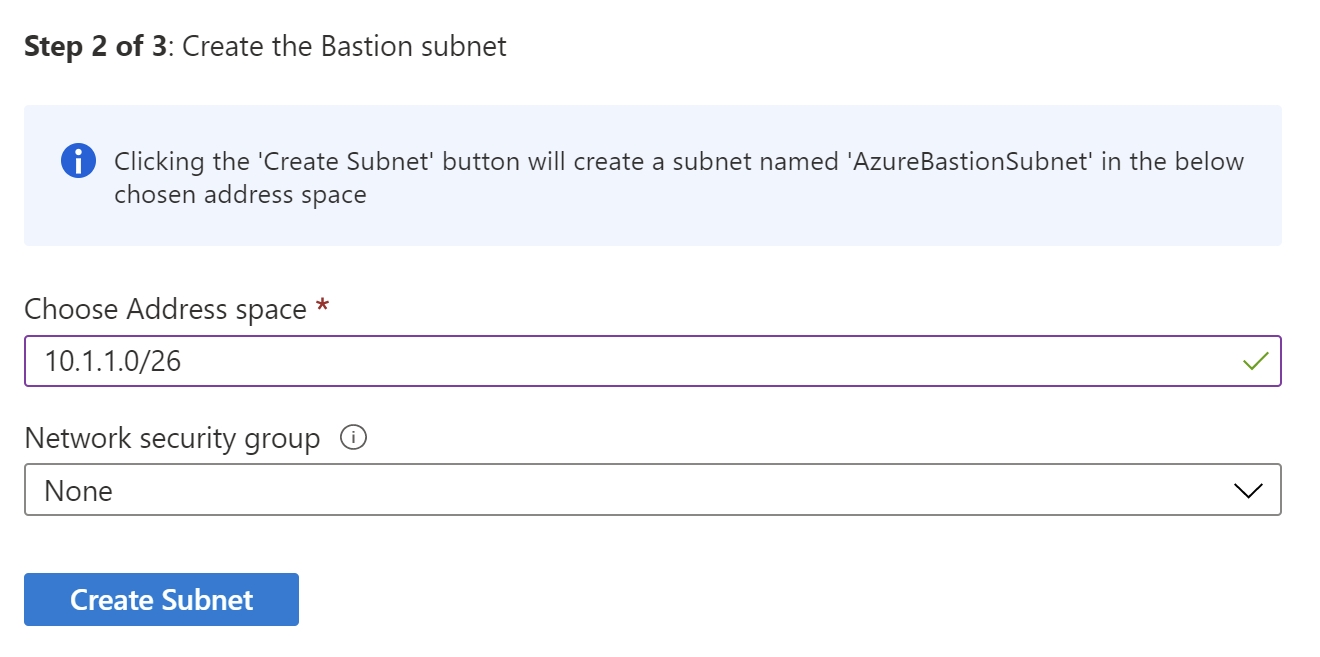 Step 2 of 3: Create the Bastion subnet
Clicking the 'Create Subnet' button will create a subnet named 'AzureBastionSubnet' in the below
chosen address space
Choose Address space *
10.1.1.0/26
Network security group
None
Create Subnet